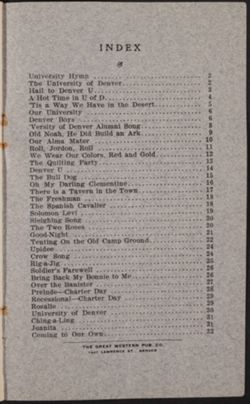 INDEX
University Hymn 2
The University of Denver 2
Hail to Denver U 3
A Hot Time in U of D 4
'Tis a Way We Have in the Desert 5
Our University 6
Denver Boys 6
'Versity of Denver Alumni Song 8
Old Noah, He Did Build an Ark 9
Our Alma Mater 10
Roll, Jordon, Roll 11
We Wear Our Colors, Red and Gold 12
The Quilting Party 13
Denver U 14
The Bull Dog 15
Oh My Darling Clementine 16
There is a Tavern in the Town 17
The Freshman 18
The Spanish Cavalier 18
Solomon Levi 19
Sleighing Song 20
The Two Roses 20
Good-Night 21
Tenting On the Old Camp Ground 22
Upidee 24
Crow Song 24
Rig-a-Jig 25
Soldier's Farewell 26
Bring Back My Bonnie to Me 26
Over the Banister 27
Prelude—Charter Day 28
Recessional—Charter Day 29
Rosalie 29
University of Denver 30
Ching-a-Ling 31
Juanita 31
Coming to Our Own 32
THE GREAT WESTERN PUB. CO.
LAWRENCE ST., DENVER